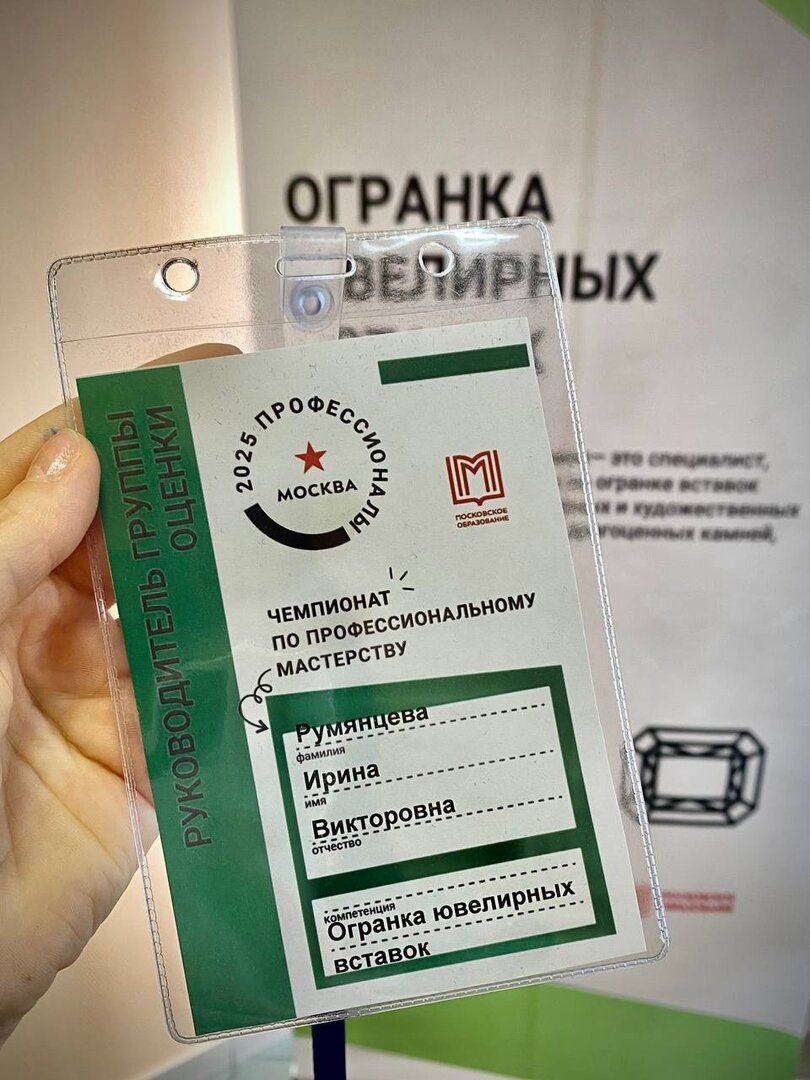 ОГРАНКА
ЮВЕЛИРНЫХ
— это специалист,
по огранке вставок
и художественных
драгоценных камней,
РУКОВОДИТЕЛЬ ГРУППЫ
ОЦЕНКИ
2025 ПРОФЕССИОНАЛЫ
МОСКВА
МОСКОВСКОЕ
ОБРАЗОВАНИЕ
ЧЕМПИОНАТ
ПО ПРОФЕССИОНАЛЬНОМУ
МАСТЕРСТВУ
Румянцева
фамилия
Ирина
имя
Викторовна
отчество
компетенция
Огранка ювелирных
вставок